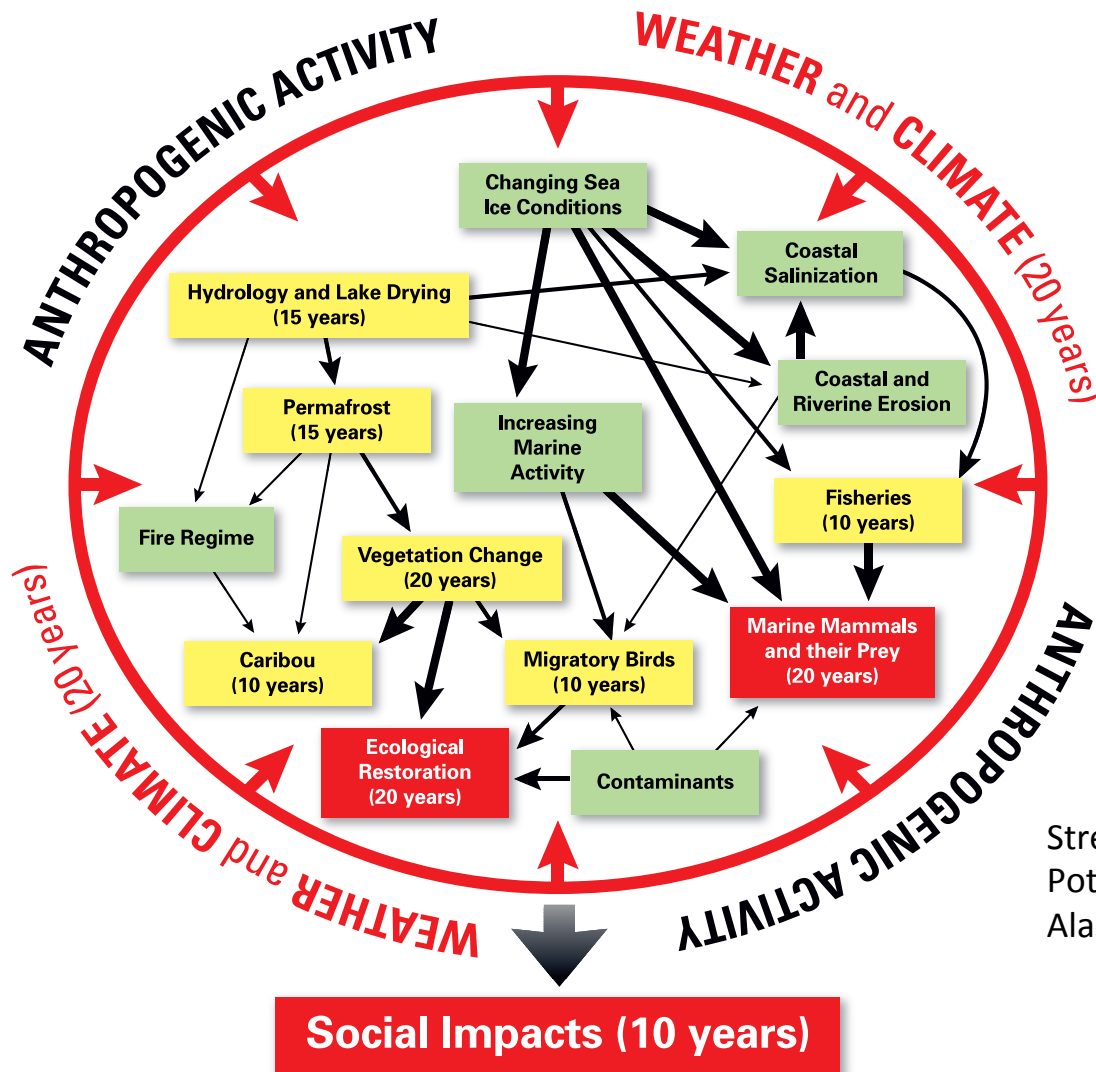 ANTHROPOGENIC ACTIVITY
WEATHER and CLIMATE (20 years)
Changing Sea
Ice Conditions
Coastal
Salinization
Hydrology and Lake Drying
(15 years)
Coastal and
Riverine Erosion
Permafrost
(15 years)
Increasing
Marine
Activity
Fisheries
(10 years)
Fire Regime
Vegetation Change
(20 years)
Marine Mammals
and their Prey
(20 years)
Caribou
(10 years)
Migratory Birds
(10 years)
Ecological
Restoration
(20 years)
Contaminants
WEATHER and CLIMATE (20 years)
ANTHROPOGENIC ACTIVITY
Stre
Pot
Ala
Social Impacts (10 years)